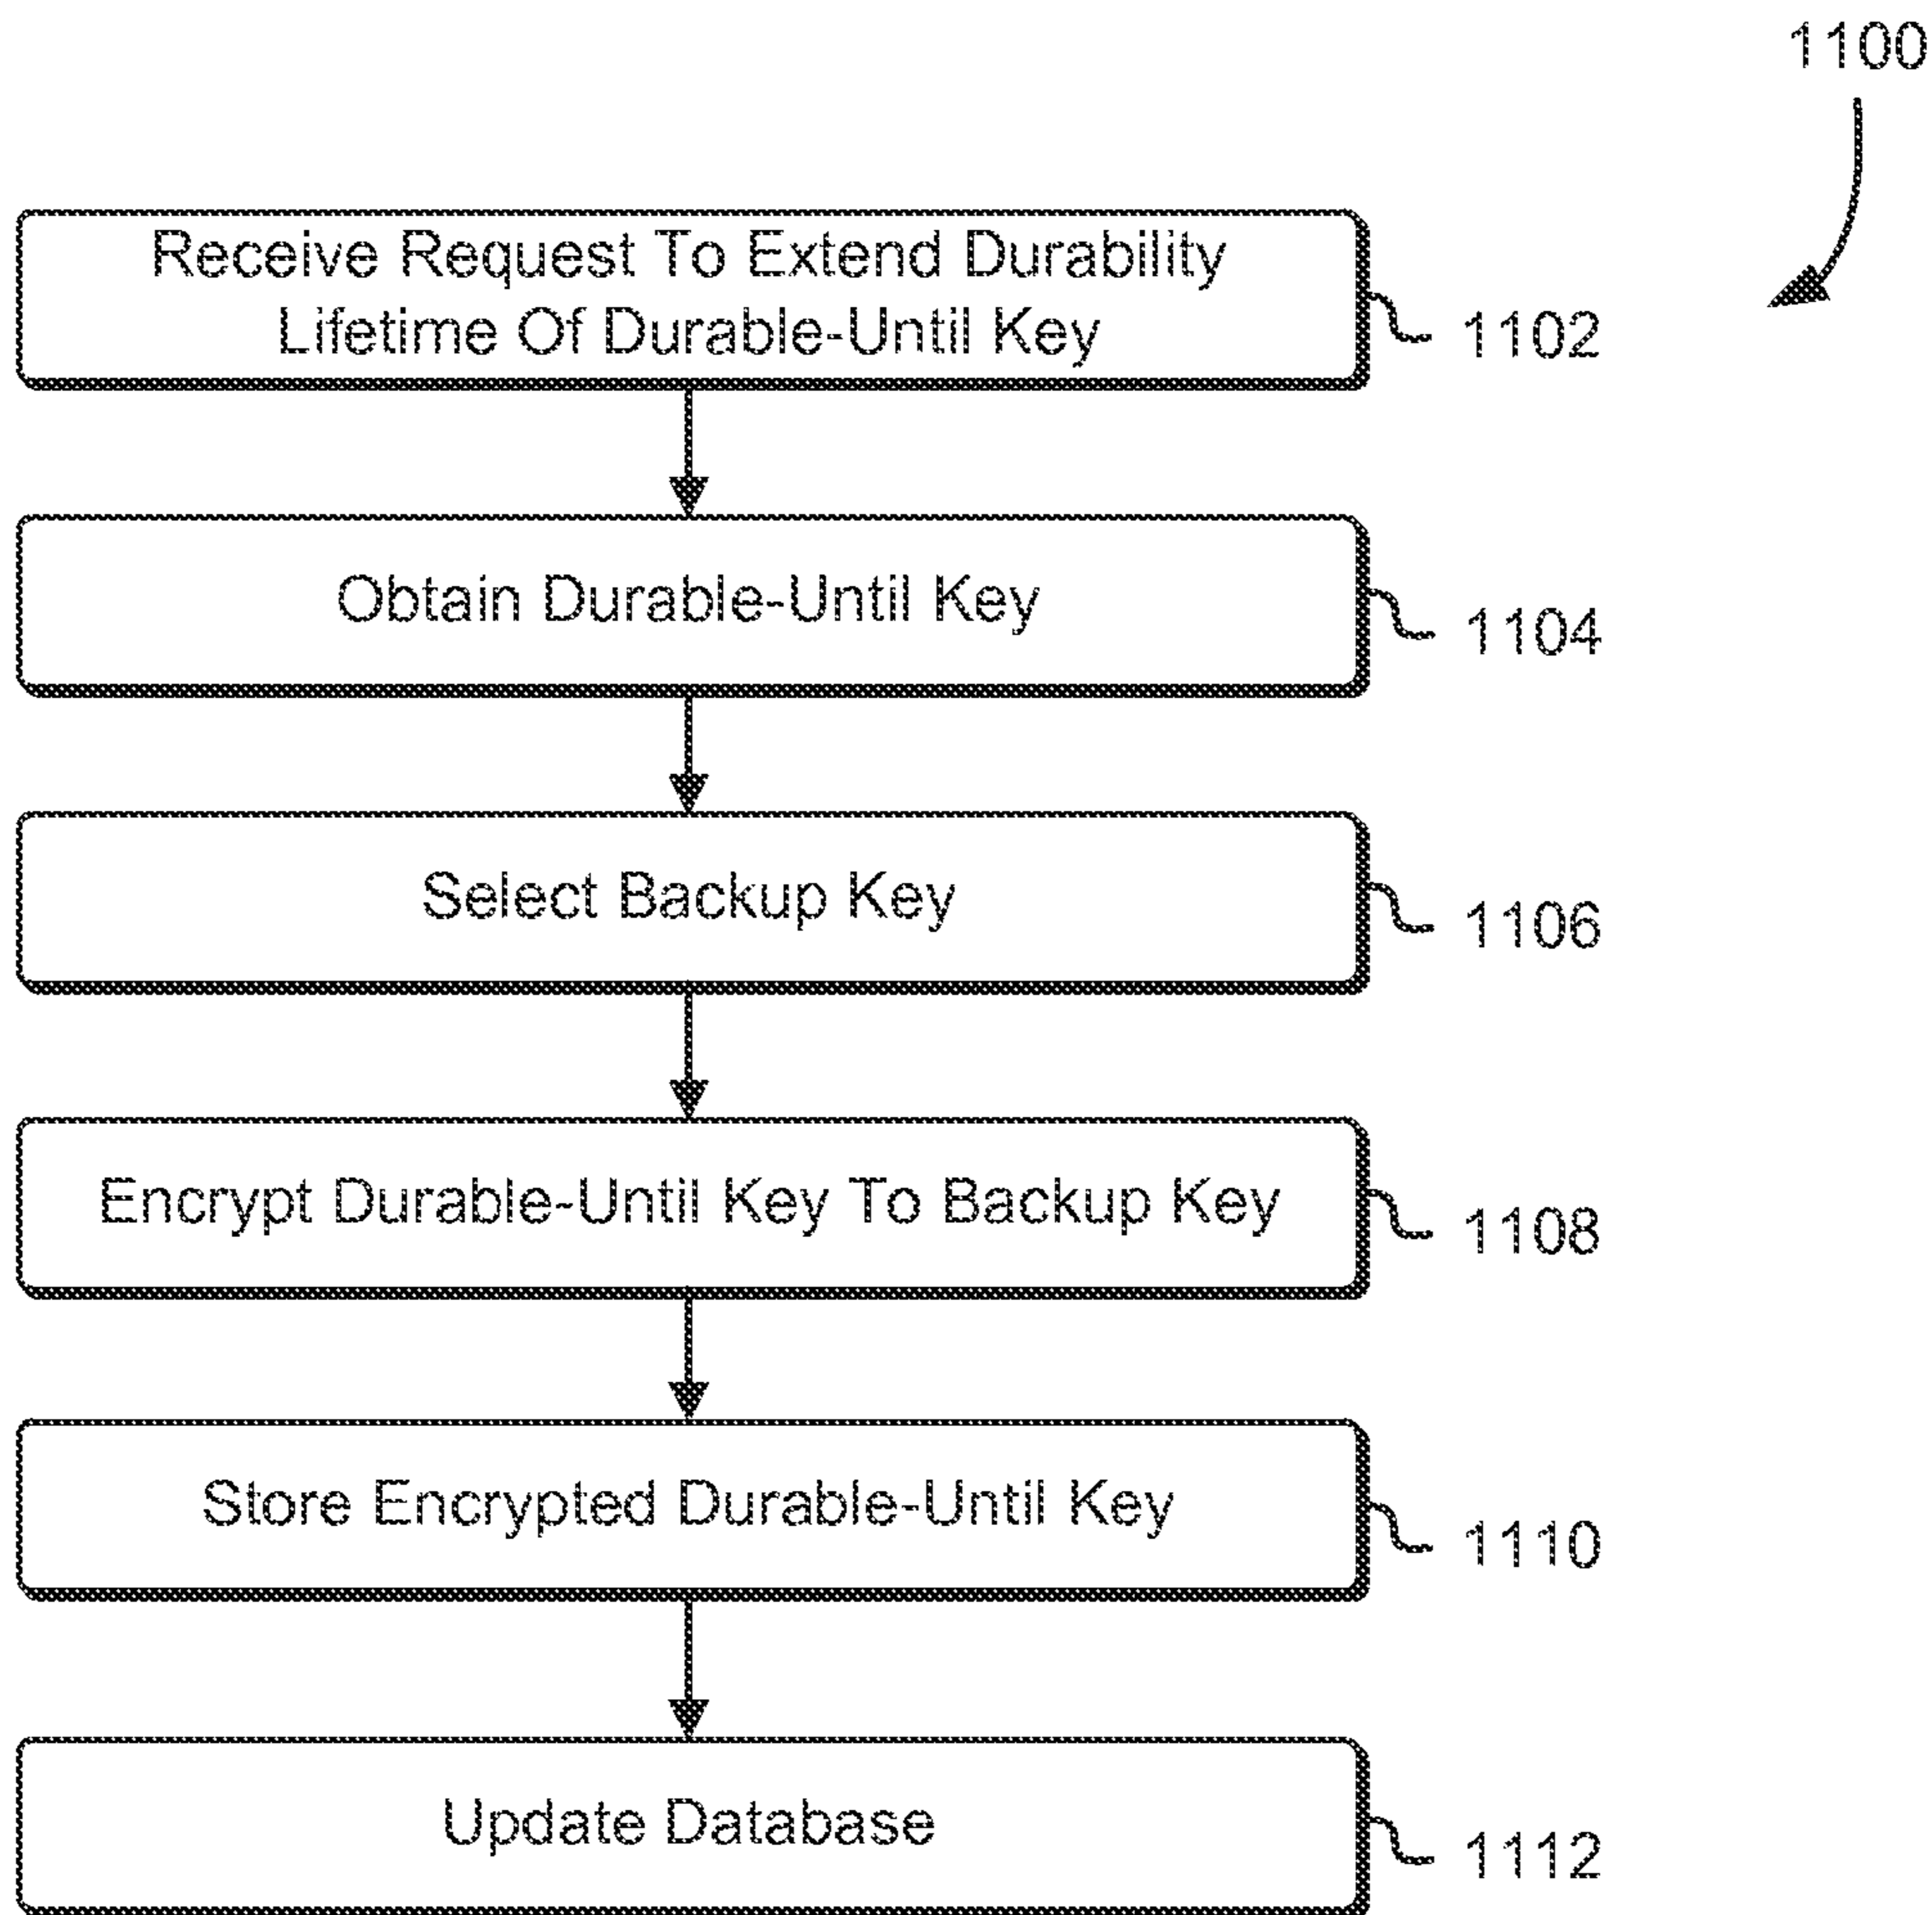 1100
Receive Request To Extend Durability
Lifetime Of Durable-Until Key
1102
Obtain Durable-Until Key
1104
Select Backup Key
1106
Encrypt Durable-Until Key To Backup Key
1108
Store Encrypted Durable-Until Key
1110
Update Database
1112